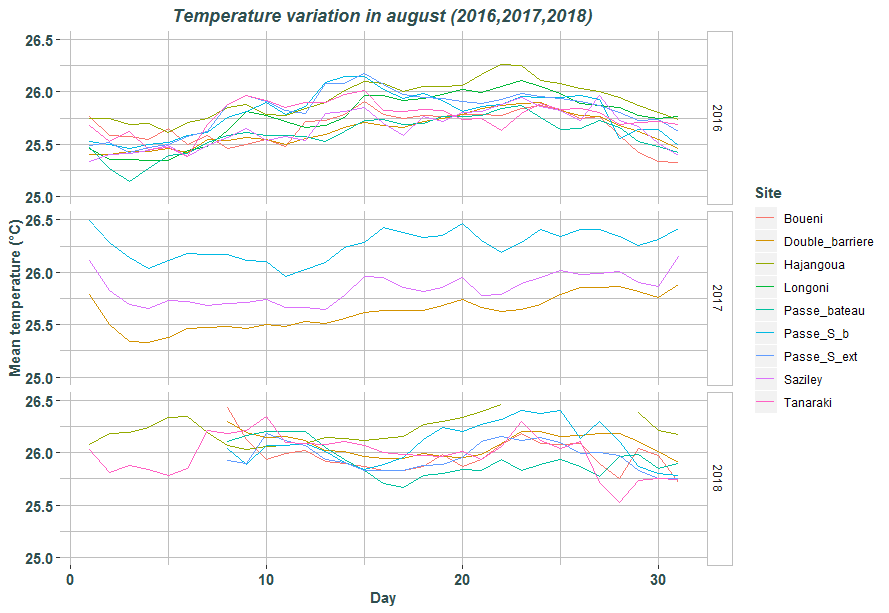 Temperature variation in august (2016,2017,2018)
Mean temperature (°C)
26.5
26.0
25.5
25.0
2016
26.5
26.0
25.5
25.0
2017
26.5
26.0
25.5
25.0
2018
0
10
20
30
Day
Site
Boueni
Double_barriere
Hajangoua
Longoni
Passe_bateau
Passe_S_b
Passe_S_ext
Saziley
Tanaraki